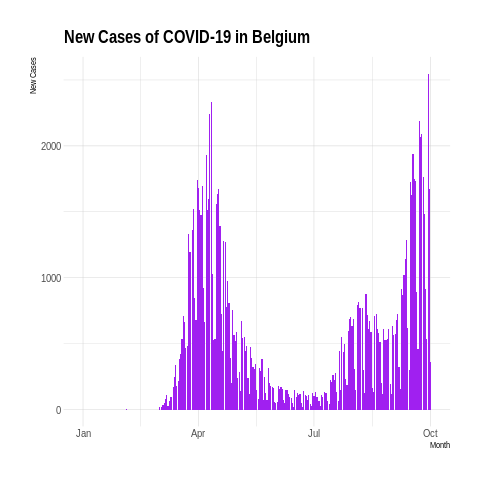 New Cases of COVID-19 in Belgium
New Cases
2000
1000
0
Jan Apr Jul Oct
Month